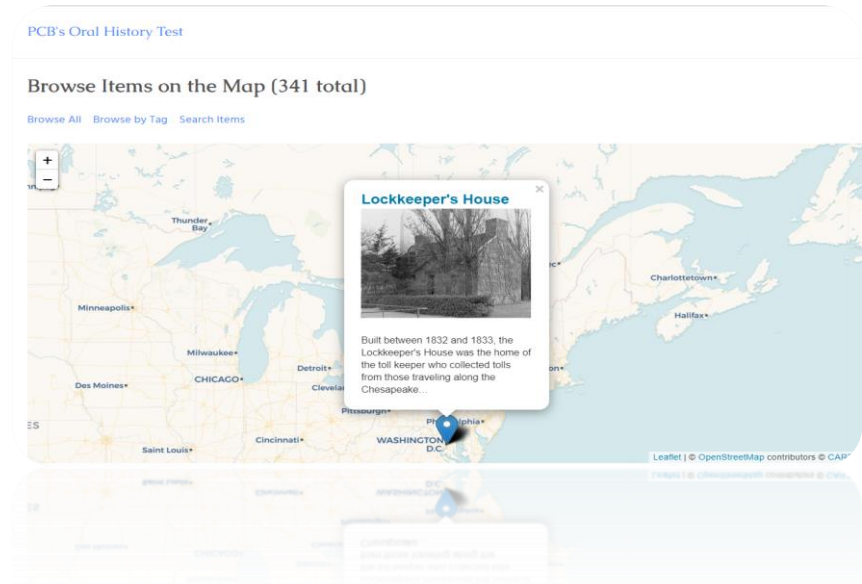 PCB's Oral History Test
Browse Items on the Map (341 total)
Browse All Browse by Tag Search Items
+
−
×
Lockkeeper's House
Thunder
Bay
Charlottetown
Halifax
Minneapolis
Built between 1832 and 1833, the
Lockkeeper's House was the home of
the toll keeper who collected tolls
from those traveling along the
Chesapeake…
Milwaukee
Detroit
CHICAGO
Des Moines
Cincinnati
WASHINGTON
D.C.
Saint Louis
Leaflet | © OpenStreetMap contributors © CAR